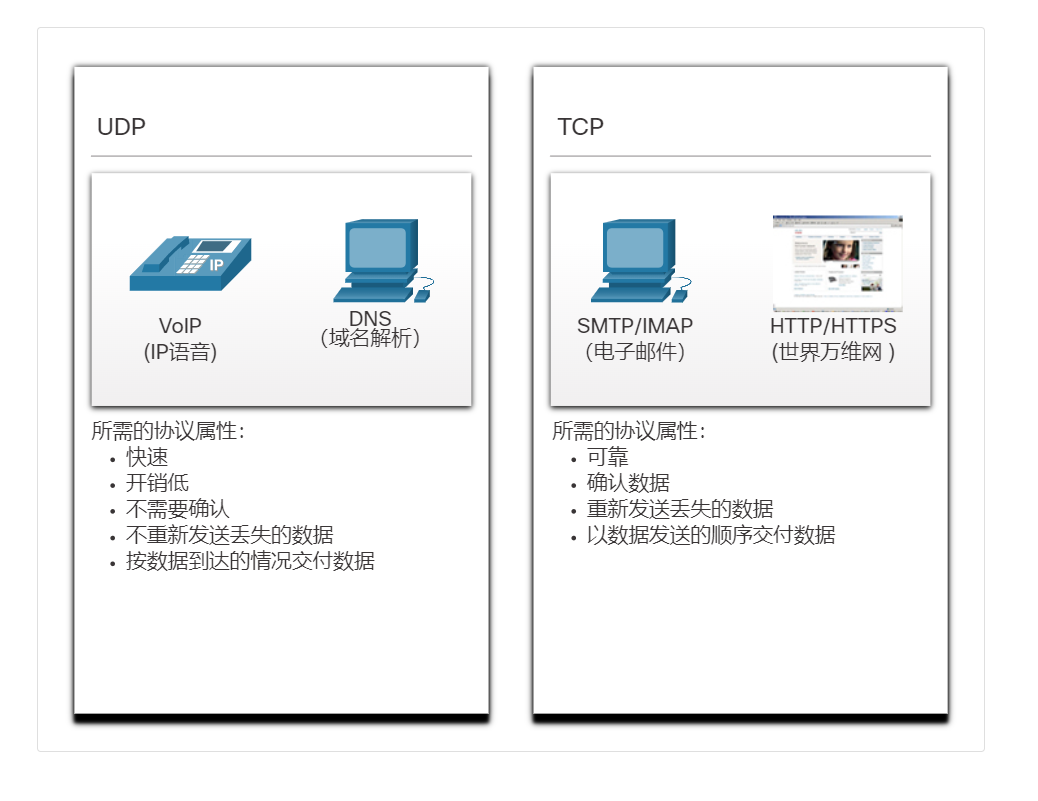 UDP
IP
VoIP
(IP语音)
DNS
（域名解析）
所需的协议属性：
• 快速
• 开销低
• 不需要确认
• 不重新发送丢失的数据
• 按数据到达的情况交付数据
TCP
SMTP/IMAP
（电子邮件）
HTTP/HTTPS
(世界万维网 )
所需的协议属性：
• 可靠
• 确认数据
• 重新发送丢失的数据
• 以数据发送的顺序交付数据